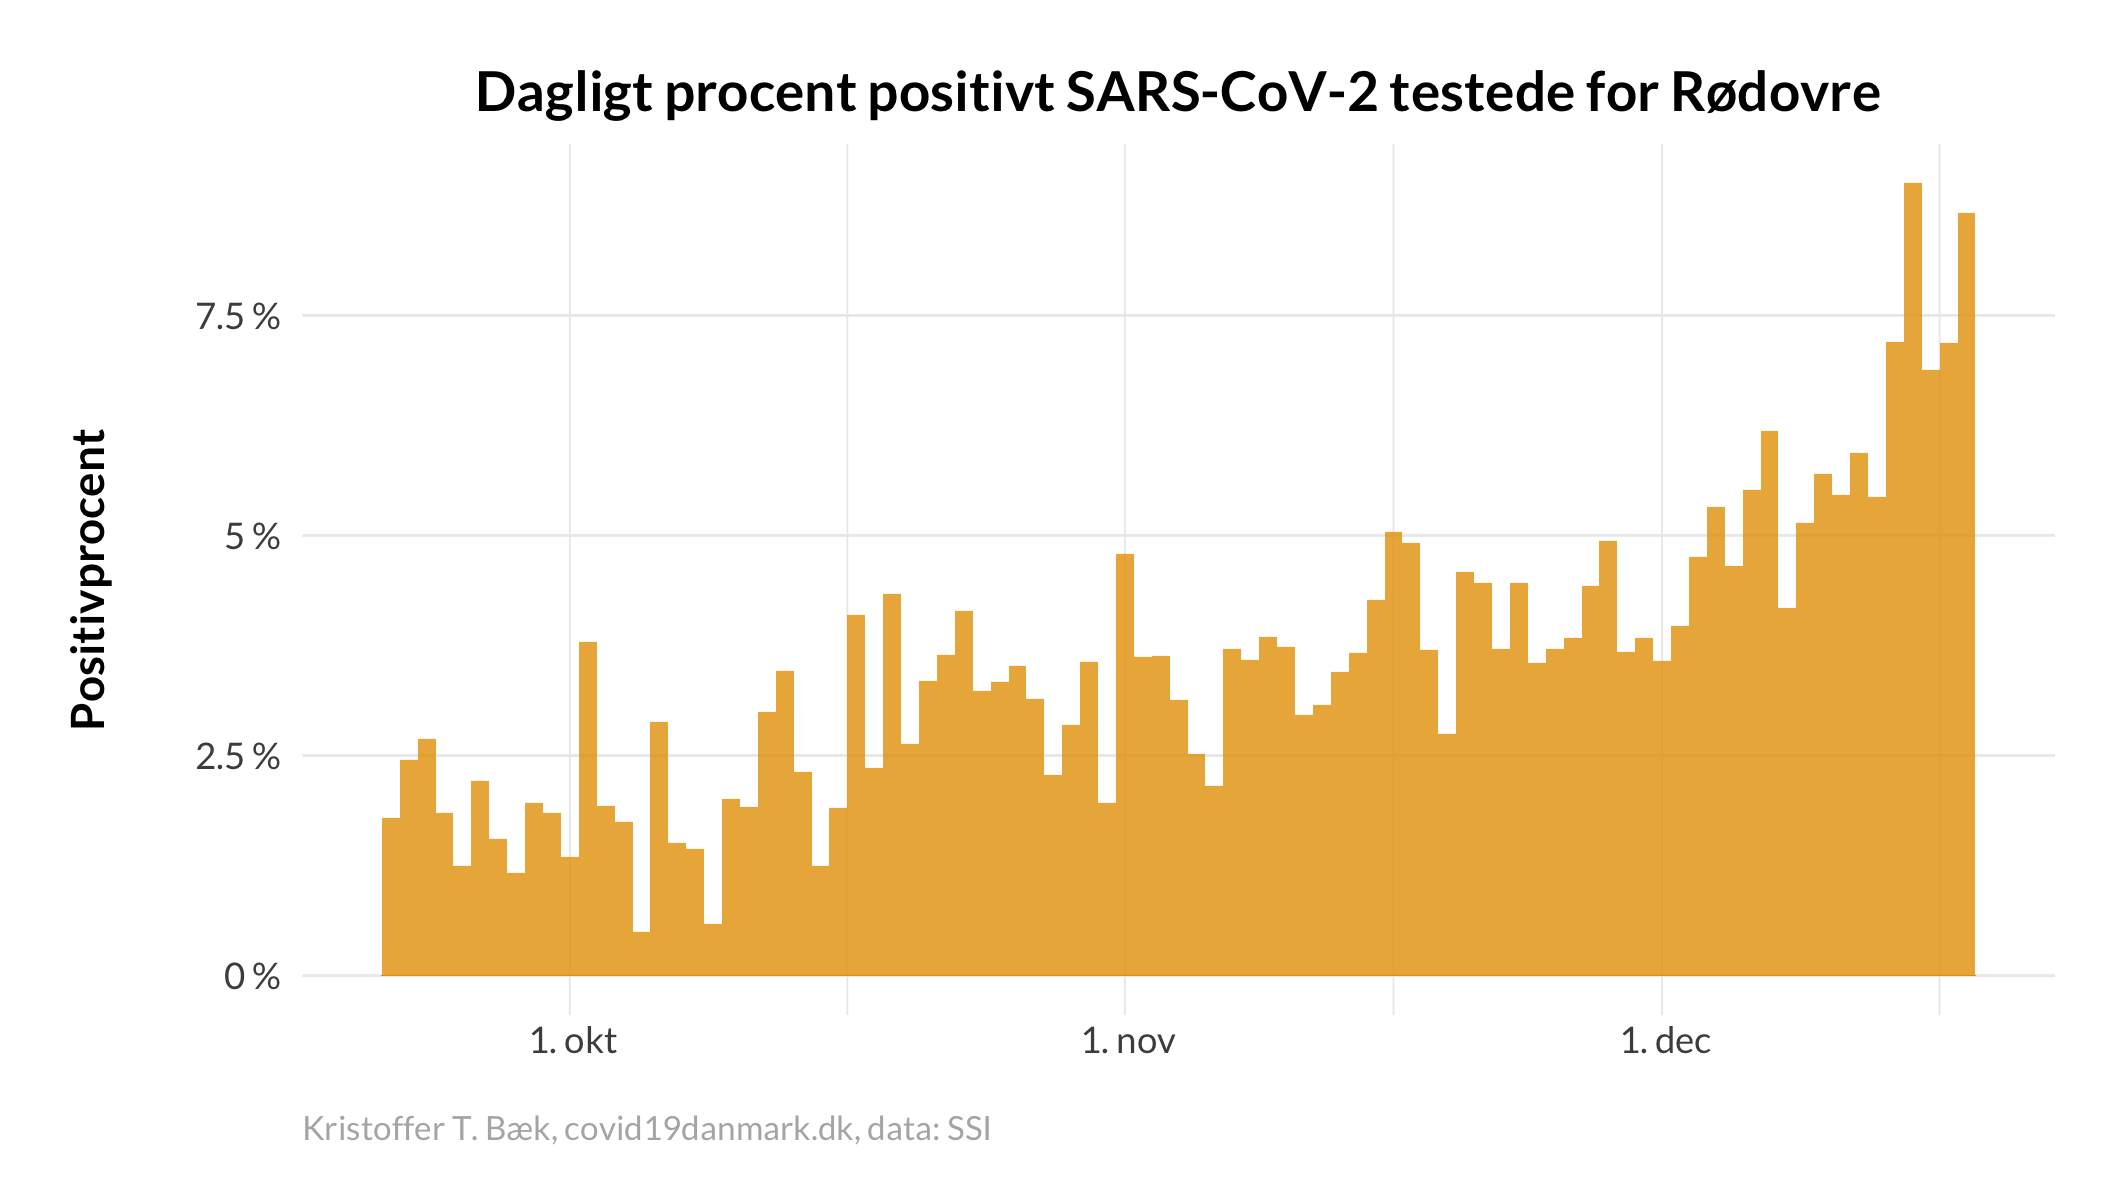 Dagligt procent positivt SARS-CoV-2 testede for Rødovre
Positivprocent
7.5 %
5 %
2.5 %
0 %
1. okt
1. nov
1. dec
Kristoffer T. Bæk, covid19danmark.dk, data: SSI